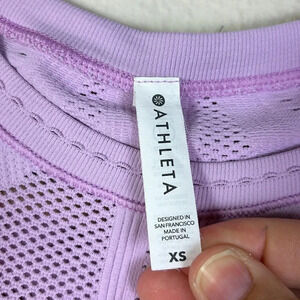 ATHLETA
DESIGNED IN
SAN FRANCISCO
MADE IN
PORTUGAL
XS